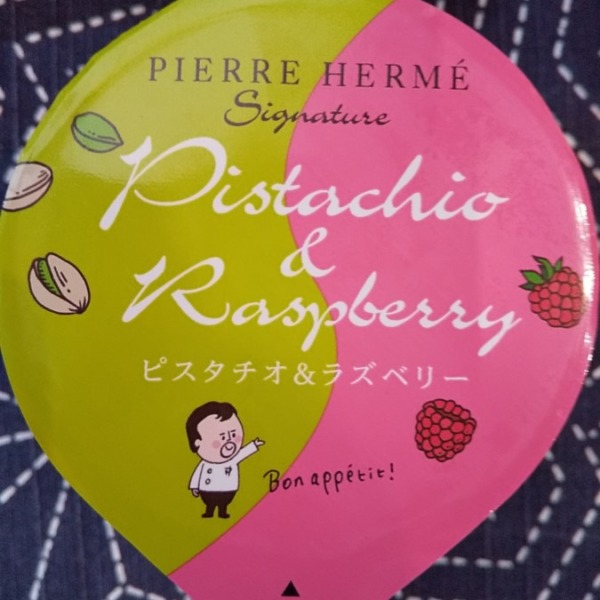 PIERRE HERMÉ
Signature
Pistachio
&
Raspberry
ピスタチオ&ラズベリー
Bon appétit!